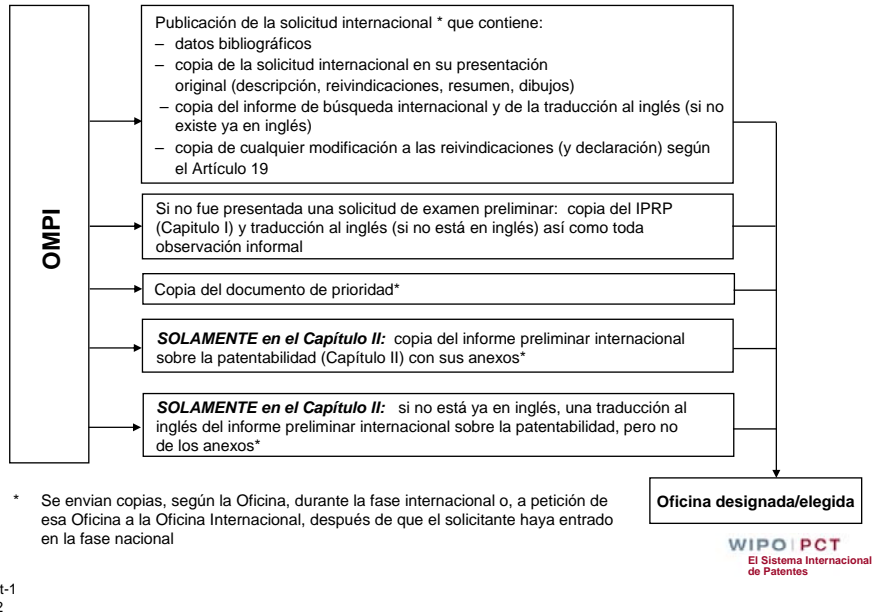 Publicación de la solicitud internacional * que contiene:
– datos bibliográficos
– copia de la solicitud internacional en su presentación
original (descripción, reivindicaciones, resumen, dibujos)
– copia del informe de búsqueda internacional y de la traducción al inglés (si no
existe ya en inglés)
– copia de cualquier modificación a las reivindicaciones (y declaración) según
el Artículo 19
OMPI
Si no fue presentada una solicitud de examen preliminar: copia del IPRP
(Capitulo I) y traducción al inglés (si no está en inglés) así como toda
observación informal
Copia del documento de prioridad*
SOLAMENTE en el Capítulo II: copia del informe preliminar internacional
sobre la patentabilidad (Capítulo II) con sus anexos*
SOLAMENTE en el Capítulo II: si no está ya en inglés, una traducción al
inglés del informe preliminar internacional sobre la patentabilidad, pero no
de los anexos*
* Se envian copias, según la Oficina, durante la fase internacional o, a petición de
esa Oficina a la Oficina Internacional, después de que el solicitante haya entrado
en la fase nacional
Oficina designada/elegida
WIPO|PCT
El Sistema Internacional
de Patentes
t-1
2